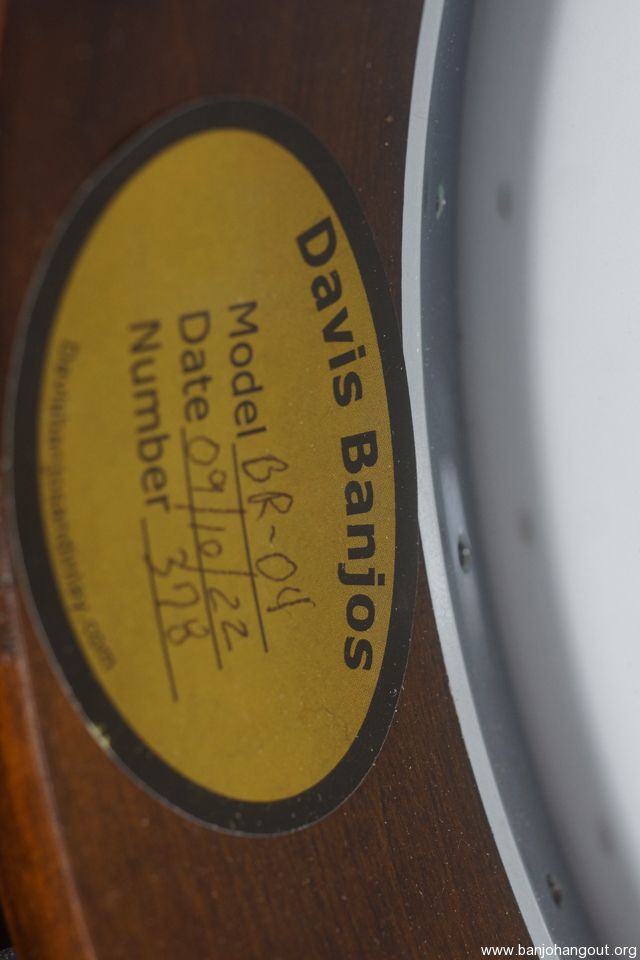 Davis Banjos
Model BR-04
Date 09/10/22
Number 378
www.banjohangout.org